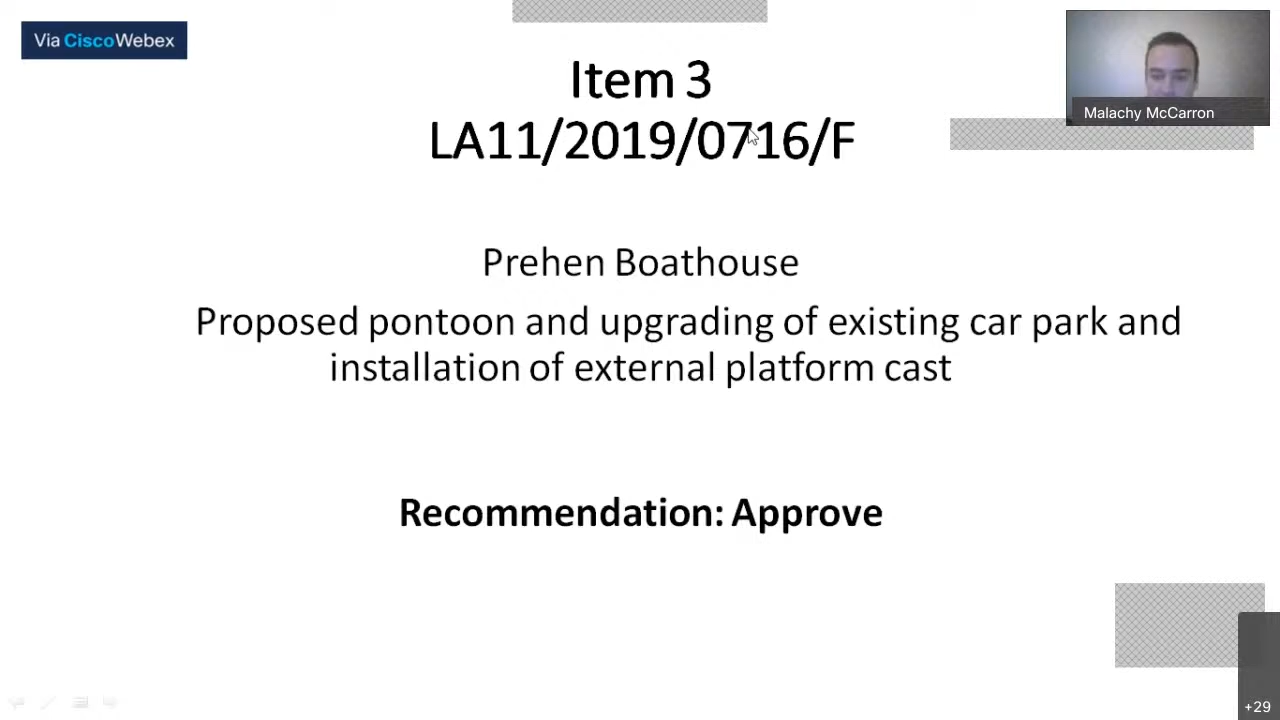 Via CiscoWebex
Item 3
LA11/2019/0716/F
Malachy McCarron
Prehen Boathouse
Proposed pontoon and upgrading of existing car park and
installation of external platform cast
Recommendation: Approve
+29